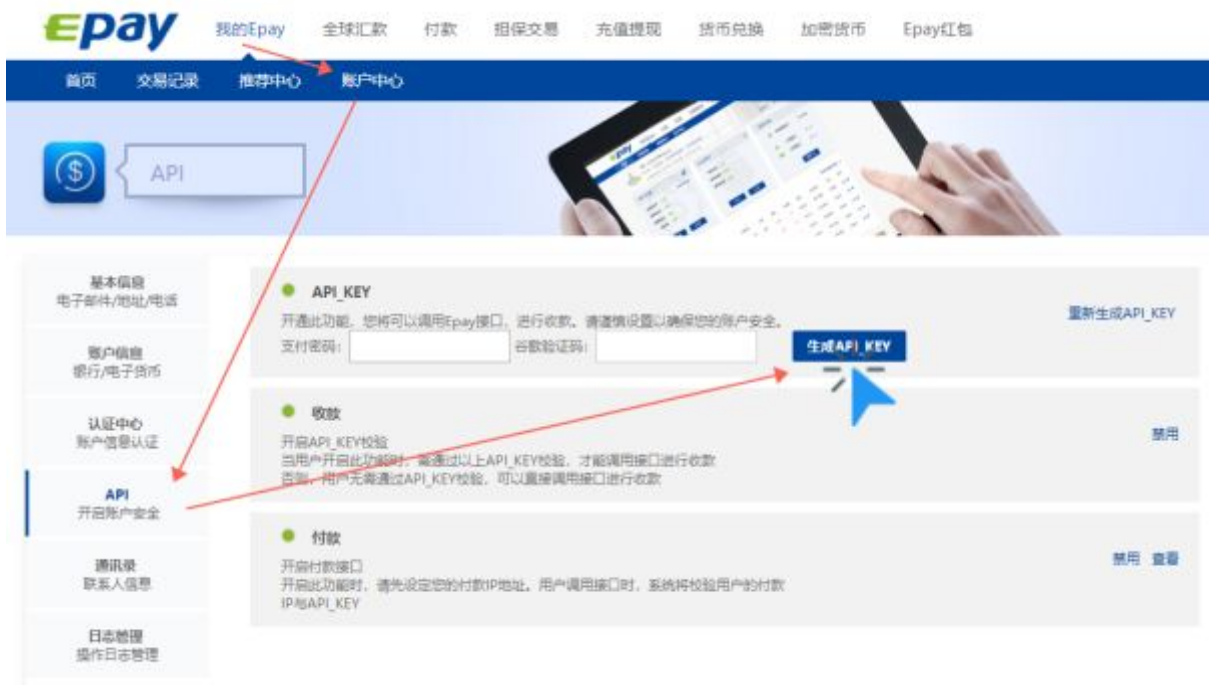 Epay
我的Epay 全球汇款 付款 担保交易 充值提现 货币兑换 加密货币 Epay红包
首页 交易记录 推荐中心 账户中心
API
基本信息
电子邮件/地址/电话
账户信息
银行/电子货币
认证中心
账户信息认证
API
开启账户安全
通讯录
联系人信息
日志管理
操作日志管理
API_KEY
开通此功能，您将可以调用Epay接口，进行收款。请谨慎设置以确保您的账户安全。
重新生成API_KEY
支付密码: 谷歌验证码: 生成API_KEY
收款
开启API_KEY校验
当用户开启此功能时，需通过以上API_KEY校验，才能调用接口进行收款
否则，用户无需通过API_KEY校验，可以直接调用接口进行收款
禁用
付款
开启付款接口
开启此功能时，请先设定您的付款IP地址。用户调用接口时，系统将校验用户的付款
IP与API_KEY
禁用 查看